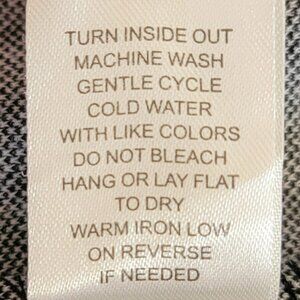 TURN INSIDE OUT
MACHINE WASH
GENTLE CYCLE
COLD WATER
WITH LIKE COLORS
DO NOT BLEACH
HANG OR LAY FLAT
TO DRY
WARM IRON LOW
ON REVERSE
IF NEEDED